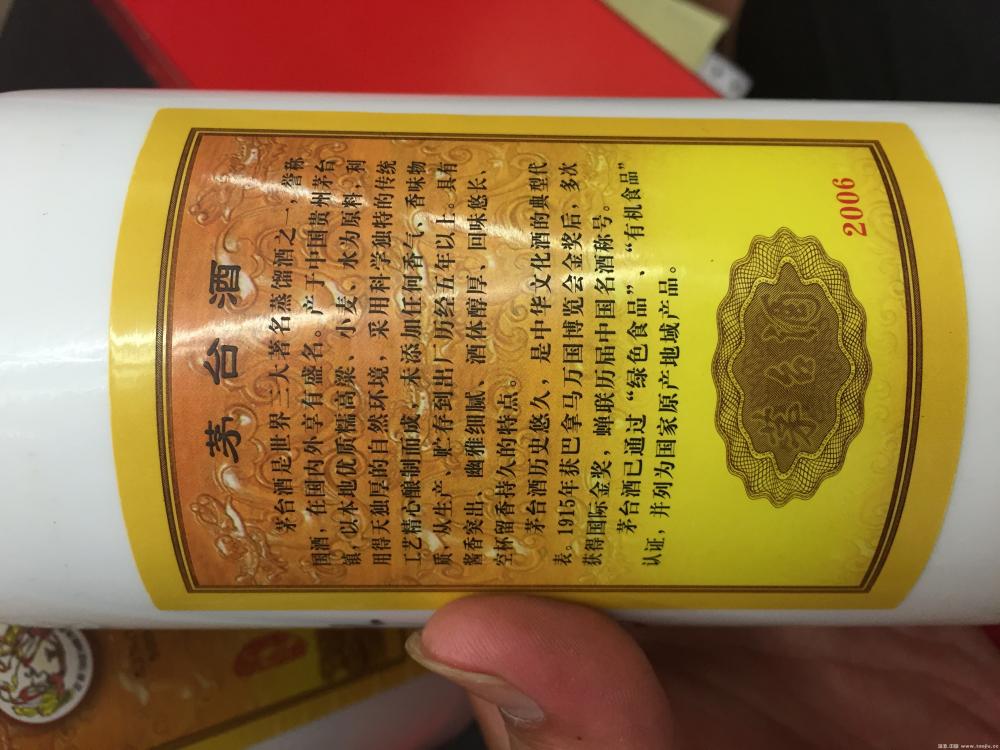 茅台酒
茅台酒是世界三大著名蒸馏酒之一,誉称
国酒,在国内外享有盛名。产于中国贵州茅台
镇,以本地优质糯高粱、小麦、水为原料,利
用得天独厚的自然环境,采用科学独特的传统
工艺精心酿制而成,未添加任何香气、香味物
质,从生产、贮存到出厂历经五年以上。具有
酱香突出、幽雅细腻、酒体醇厚、回味悠长、
空杯留香持久的特点。
茅台酒历史悠久,是中华文化酒的典型代
表。1915年获巴拿马万国博览会金奖后,多次
获得国际金奖,蝉联历届中国名酒称号。
茅台酒已通过“绿色食品”、“有机食品”
认证,并列为国家原产地域产品。
茅台酒
2006